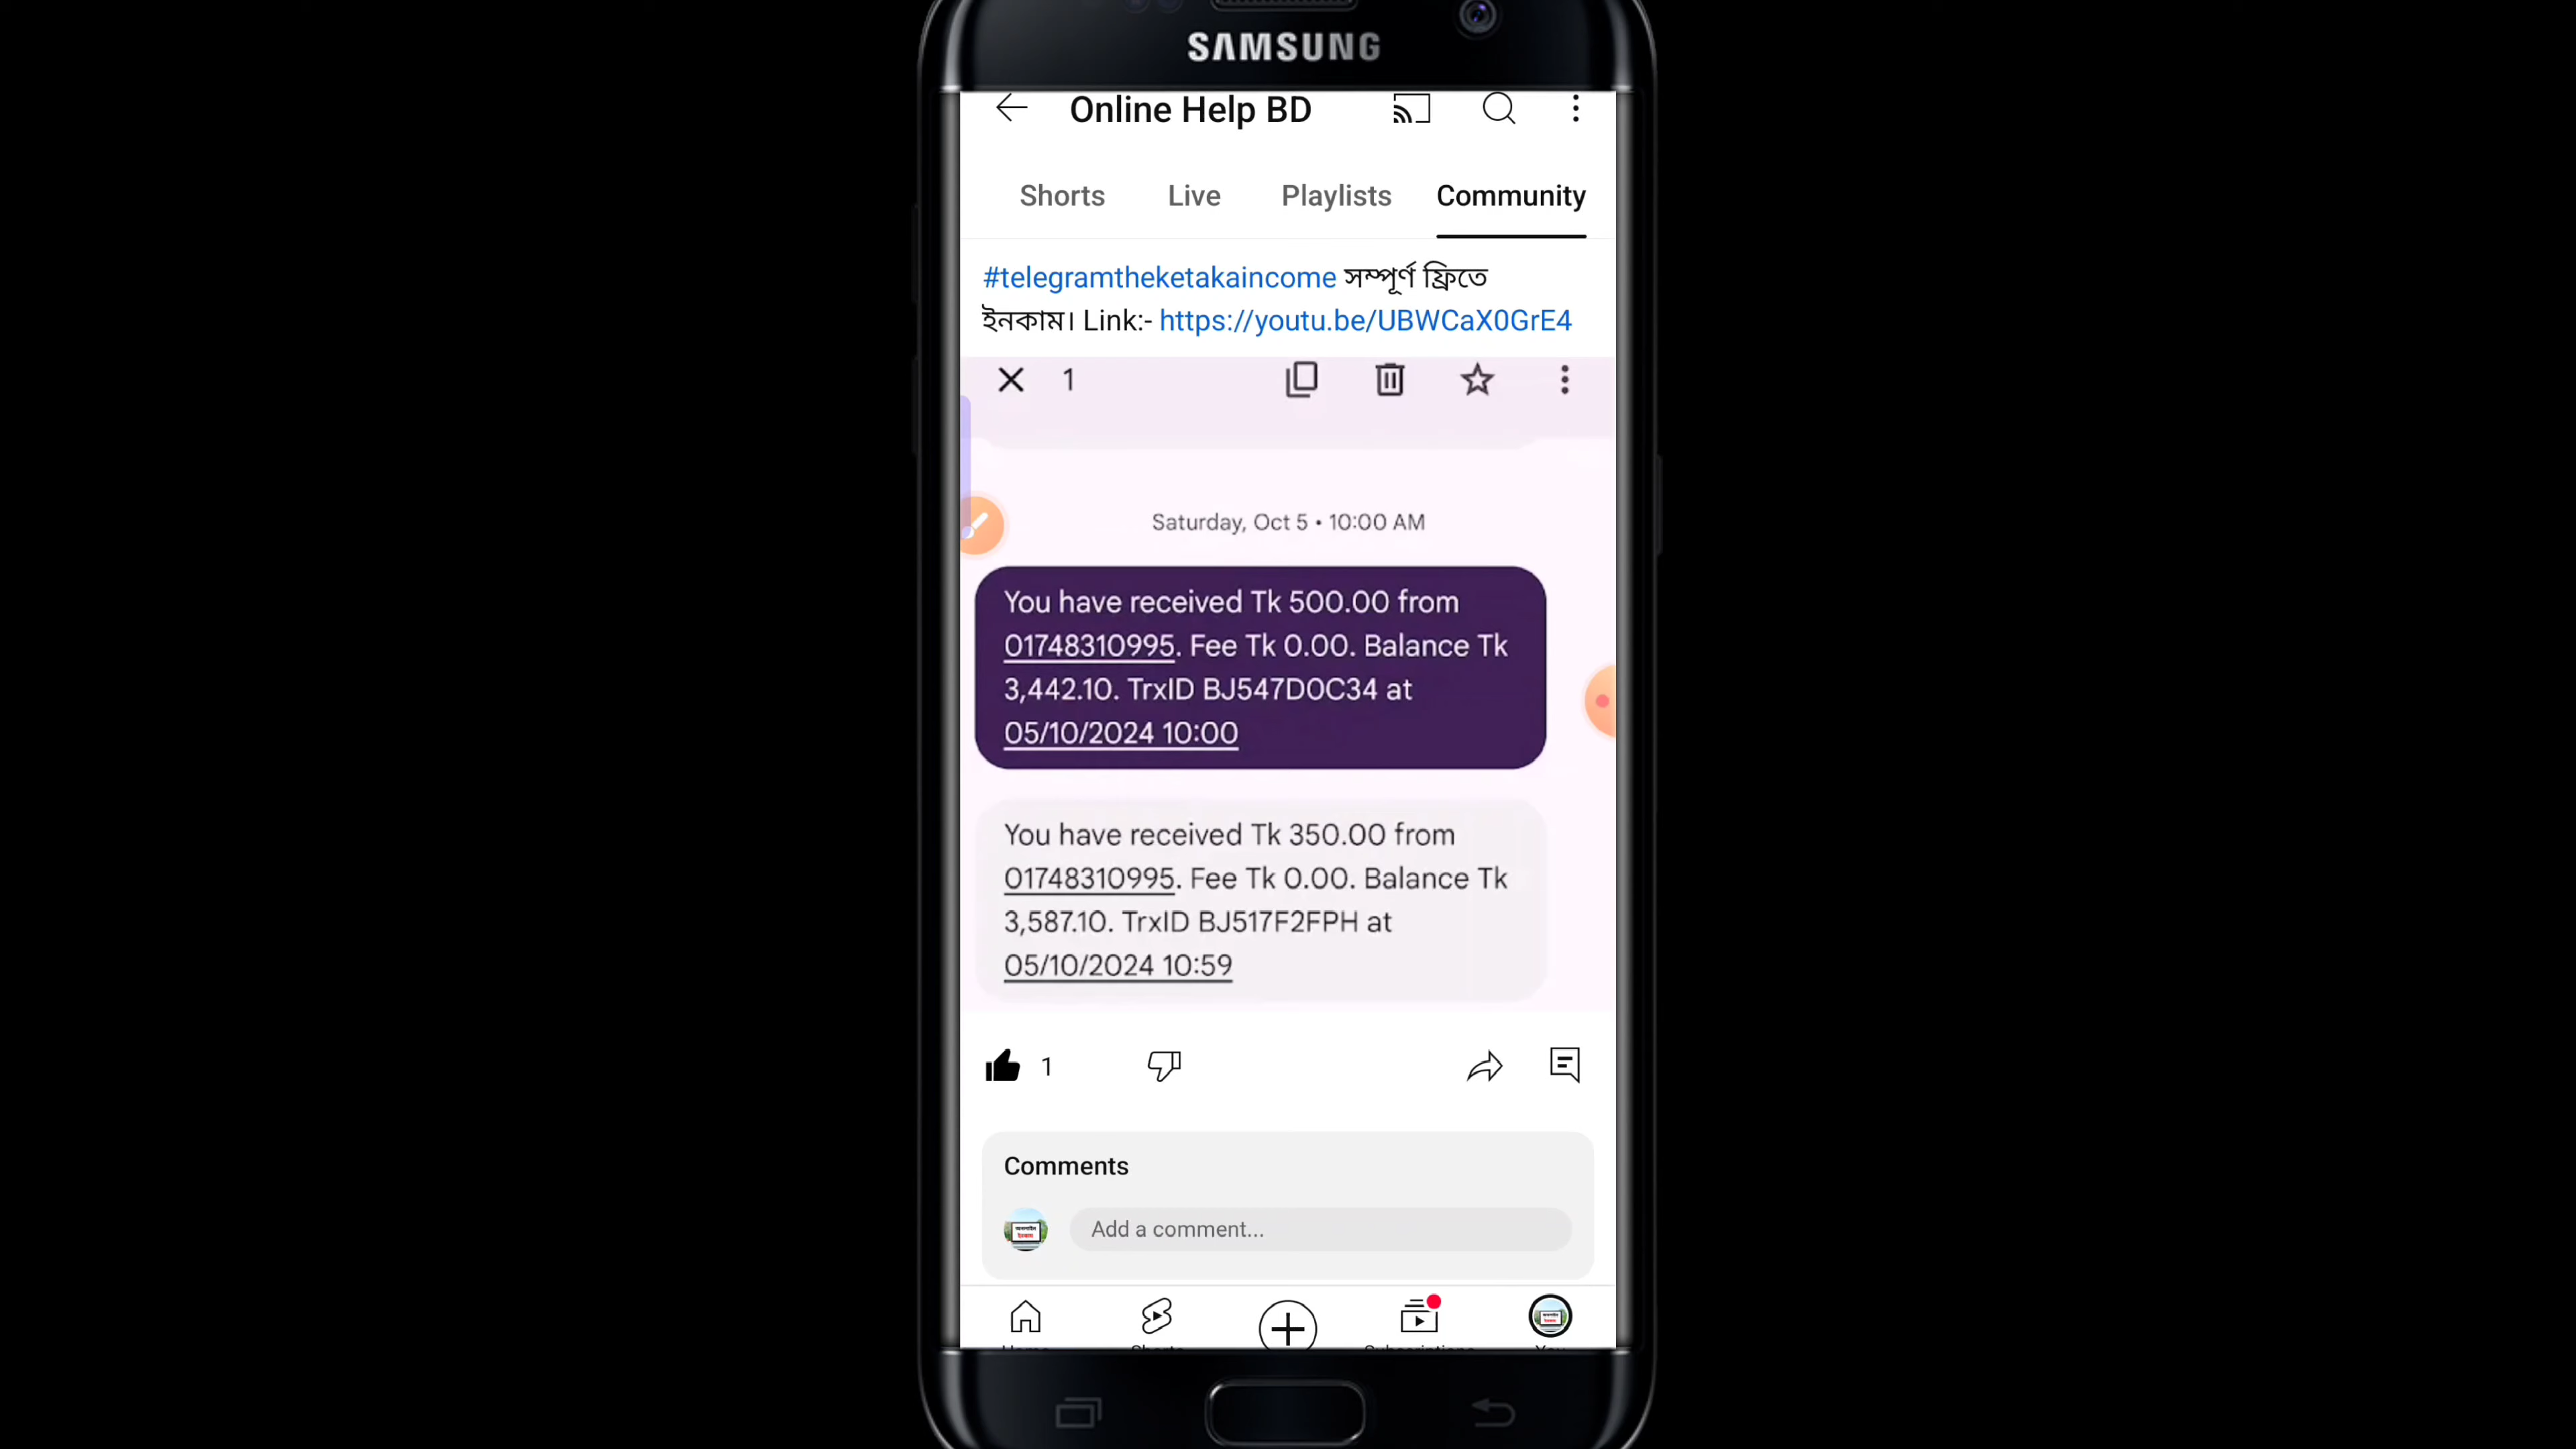 SAMSUNG
Online Help BD
Shorts Live Playlists Community
#telegramtheketakaincome সম্পূর্ণ ফ্রিতে
ইনকাম। Link:- https://youtu.be/UBWCaX0GrE4
1
Saturday, Oct 5 • 10:00 AM
You have received Tk 500.00 from
01748310995. Fee Tk 0.00. Balance Tk
3,442.10. TrxID BJ547D0C34 at
05/10/2024 10:00
You have received Tk 350.00 from
01748310995. Fee Tk 0.00. Balance Tk
3,587.10. TrxID BJ517F2FPH at
05/10/2024 10:59
1
Comments
Add a comment...